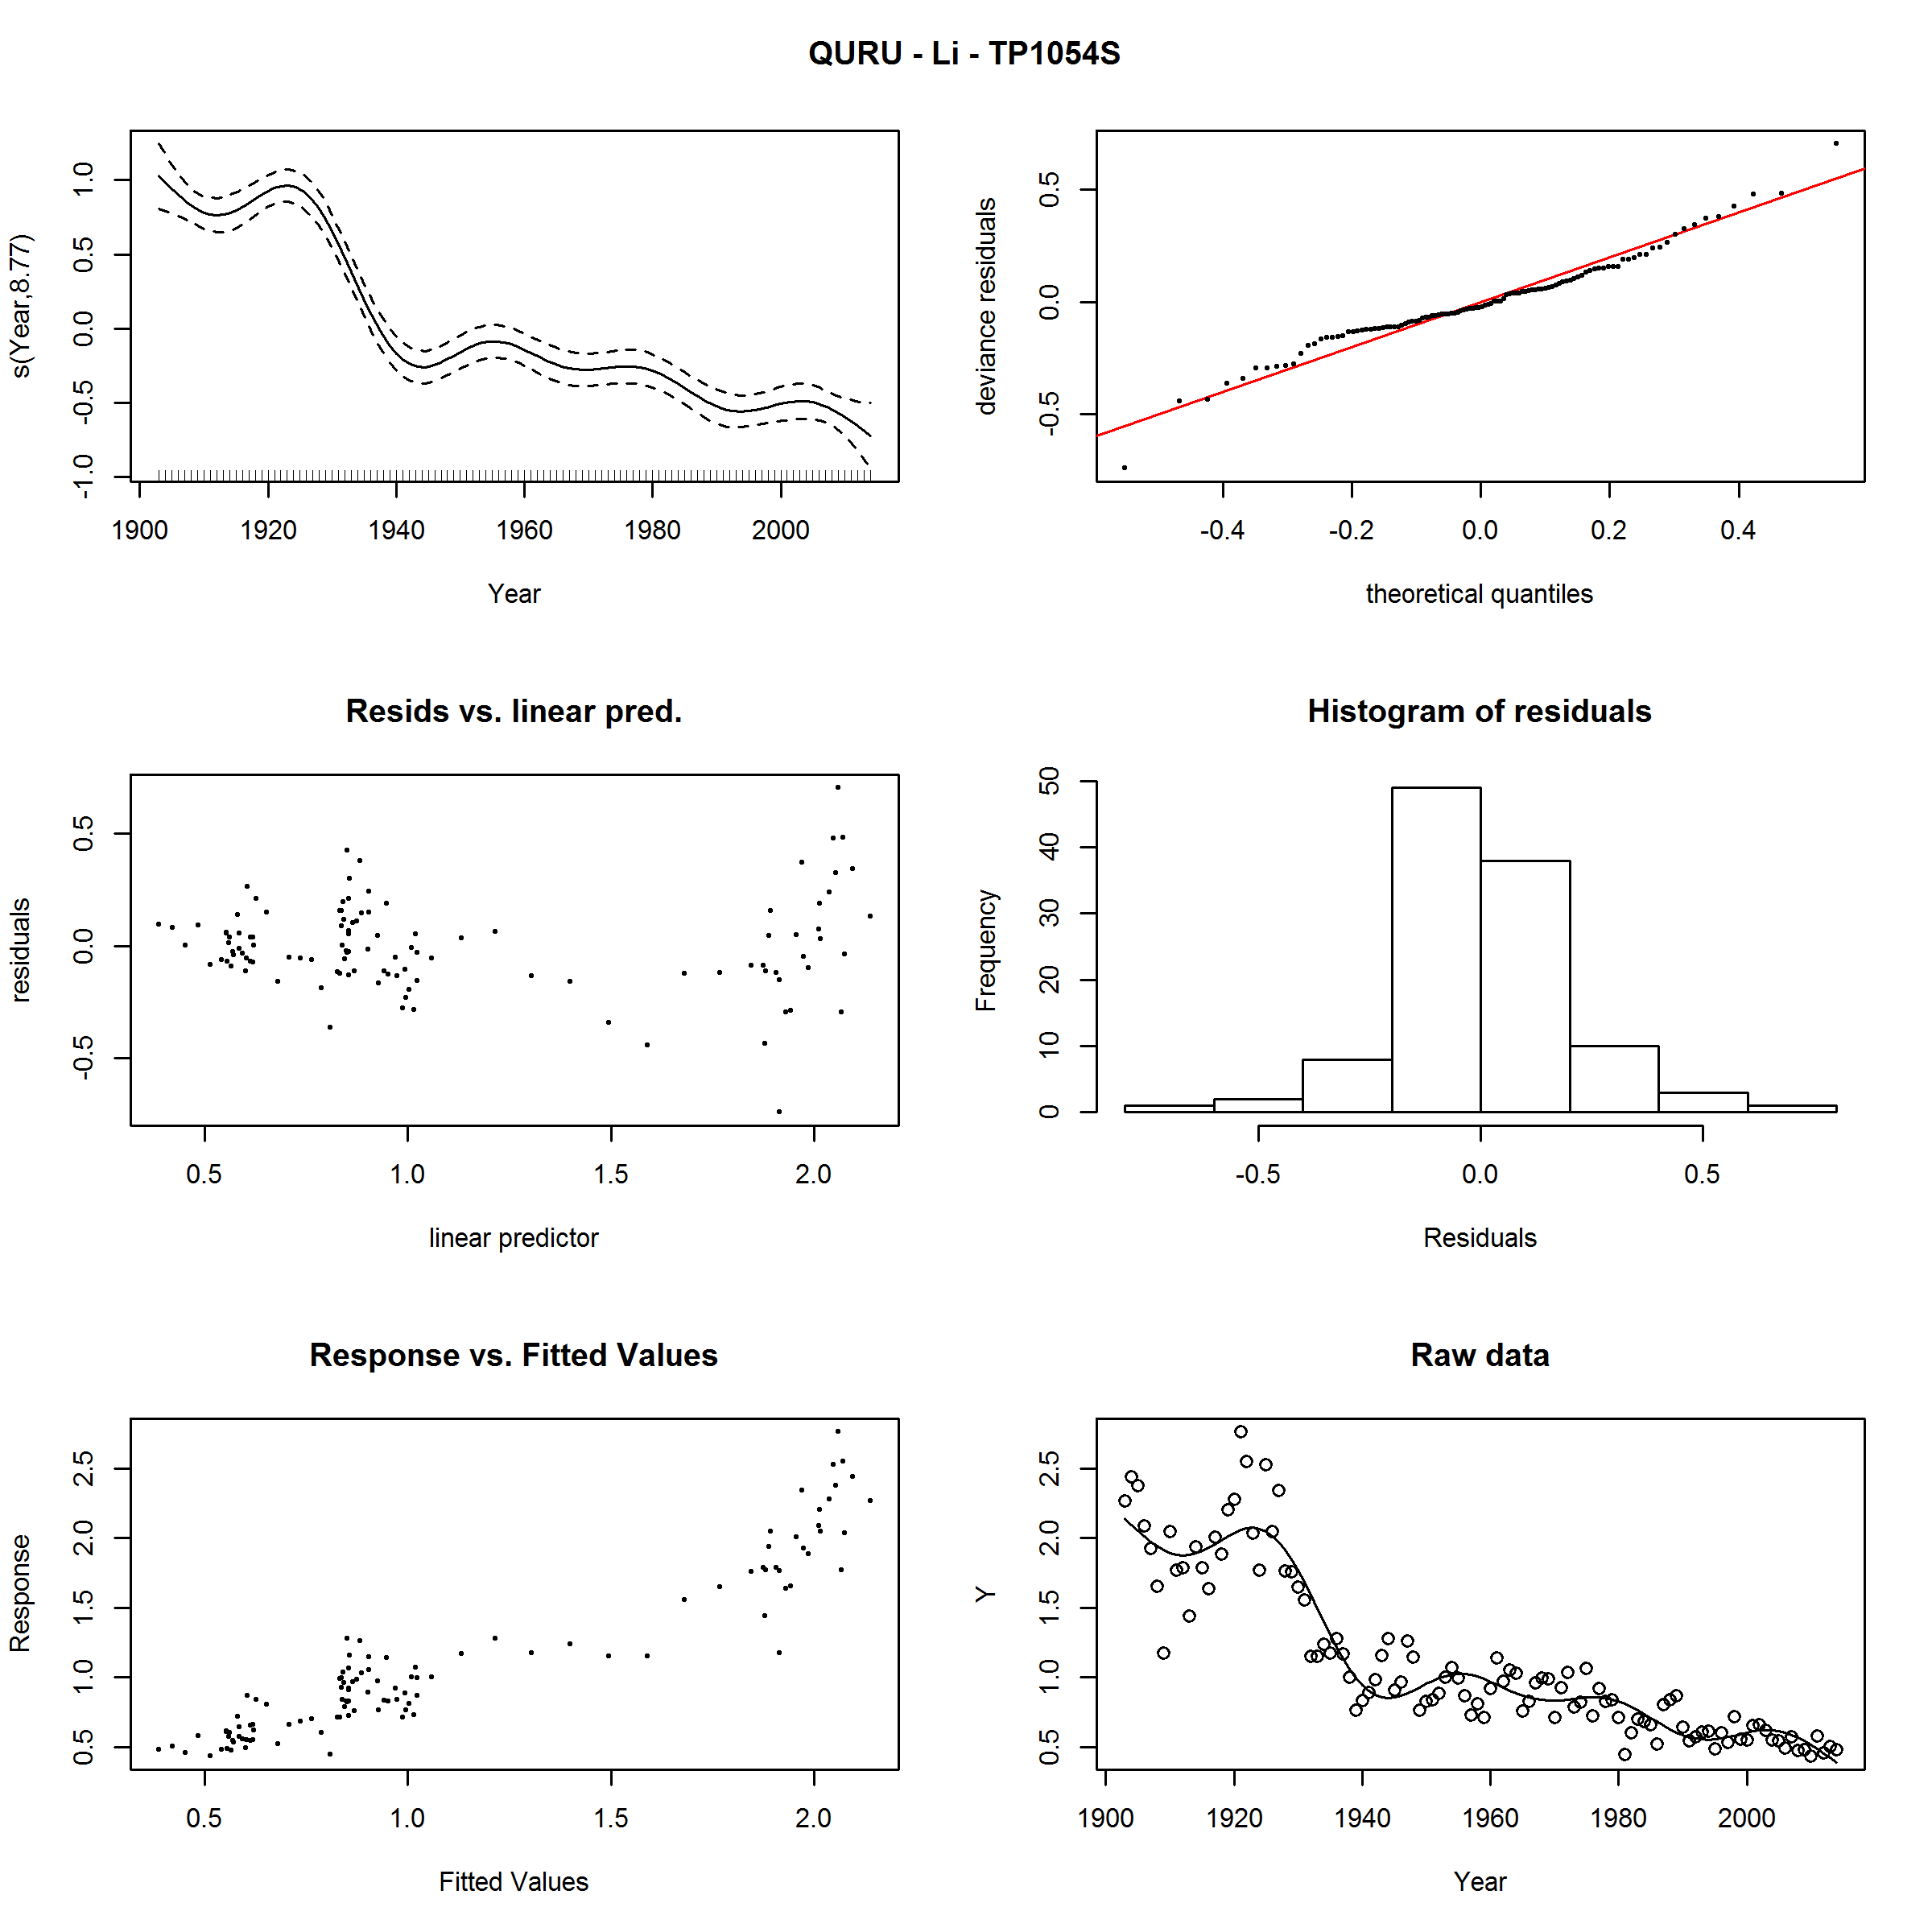 QURU - Li - TP1054S
s(Year,8.77)
-1.0 -0.5 0.0 0.5 1.0
1900 1920 1940 1960 1980 2000
Year
deviance residuals
-0.5 0.0 0.5
-0.4 -0.2 0.0 0.2 0.4
theoretical quantiles
Resids vs. linear pred.
residuals
-0.5 0.0 0.5
0.5 1.0 1.5 2.0
linear predictor
Histogram of residuals
Frequency
0 10 20 30 40 50
-0.5 0.0 0.5
Residuals
Response vs. Fitted Values
Response
0.5 1.0 1.5 2.0 2.5
0.5 1.0 1.5 2.0
Fitted Values
Raw data
Y
0.5 1.0 1.5 2.0 2.5
1900 1920 1940 1960 1980 2000
Year